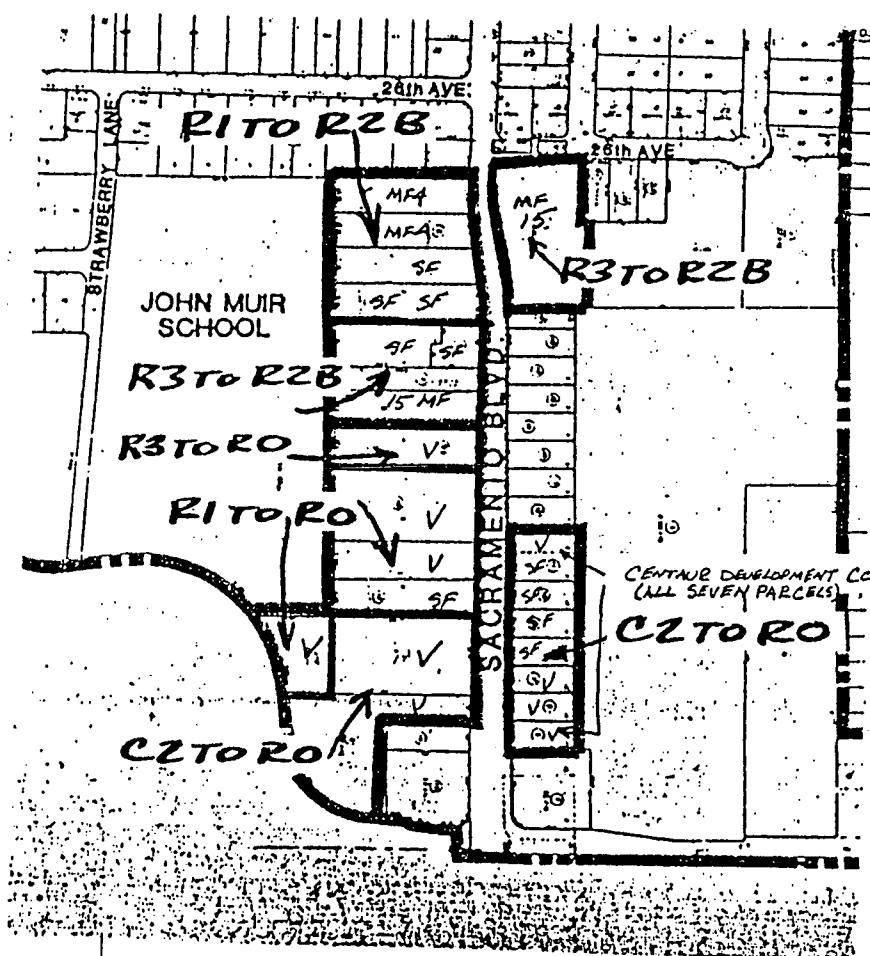 26th AVE
R1 TO R2B
26th AVE
STRAWBERRY LANE
MF4
MF4
SF
SF SF
MF
15
R3 TO R2B
JOHN MUIR
SCHOOL
SF SF
R3 TO R2B
15 MF
R3 TO RO
V
R1 TO RO
V
V
SF
SACRAMENTO BLVD.
V
SF
SF
SF
SF
V
V
V
CENTAUR DEVELOPMENT CO
(ALL SEVEN PARCELS)
C2 TO RO
V
V
V
C2 TO RO